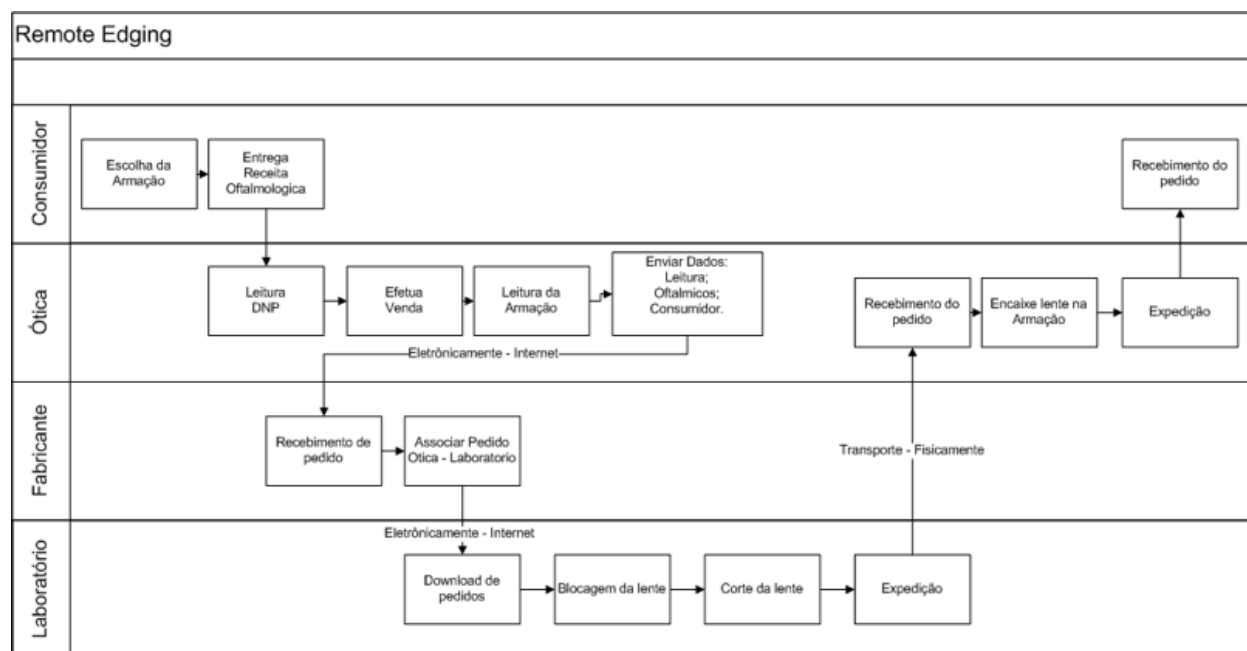 Remote Edging
Consumidor
Escolha da
Armação
Entrega
Receita
Oftalmologica
Recebimento do
pedido
Ótica
Leitura
DNP
Efetua
Venda
Leitura da
Armação
Enviar Dados:
Leitura;
Oftalmicos;
Consumidor.
Recebimento do
pedido
Encaixe lente na
Armação
Expedição
Eletrônicamente - Internet
Fabricante
Recebimento de
pedido
Associar Pedido
Otica - Laboratorio
Transporte - Fisicamente
Eletrônicamente - Internet
Laboratório
Download de
pedidos
Blocagem da lente
Corte da lente
Expedição